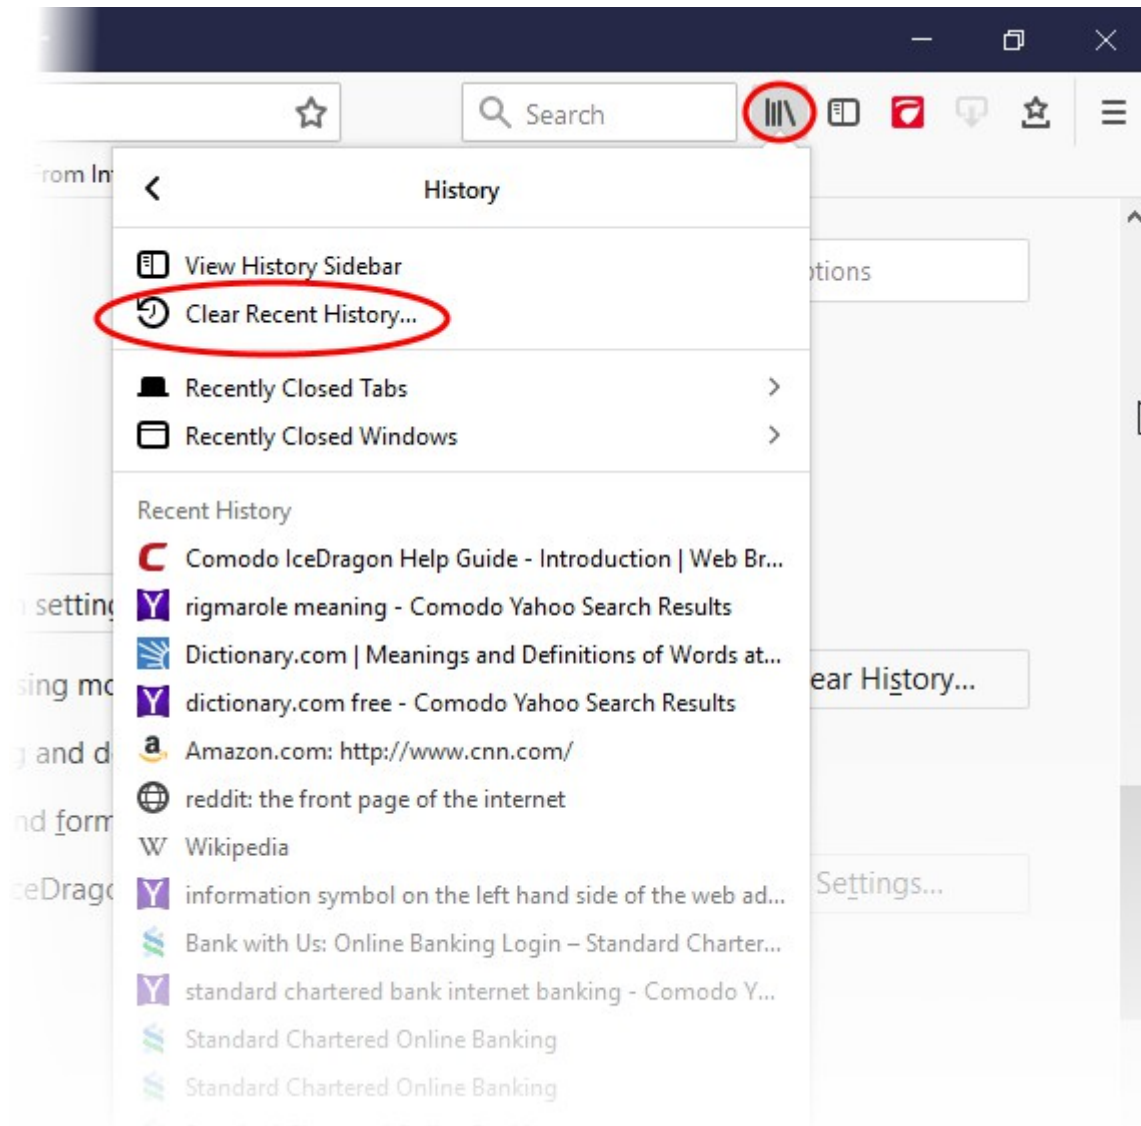 Search
From In
History
View History Sidebar
ptions
Clear Recent History...
Recently Closed Tabs
Recently Closed Windows
Recent History
Comodo IceDragon Help Guide - Introduction | Web Br...
setting
rigmarole meaning - Comodo Yahoo Search Results
Dictionary.com | Meanings and Definitions of Words at...
sing mo
ear History...
dictionary.com free - Comodo Yahoo Search Results
and d
Amazon.com: http://www.cnn.com/
reddit: the front page of the internet
nd form
Wikipedia
ceDrago
information symbol on the left hand side of the web ad...
Settings...
Bank with Us: Online Banking Login – Standard Charter...
standard chartered bank internet banking - Comodo Y...
Standard Chartered Online Banking
Standard Chartered Online Banking